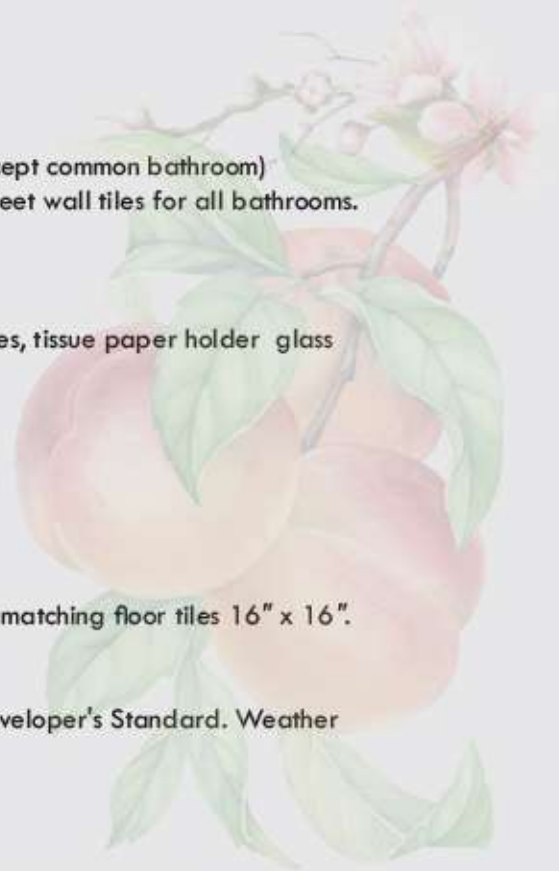 ept common bathroom)
eet wall tiles for all bathrooms.
es, tissue paper holder glass
matching floor tiles 16" x 16".
veloper's Standard. Weather